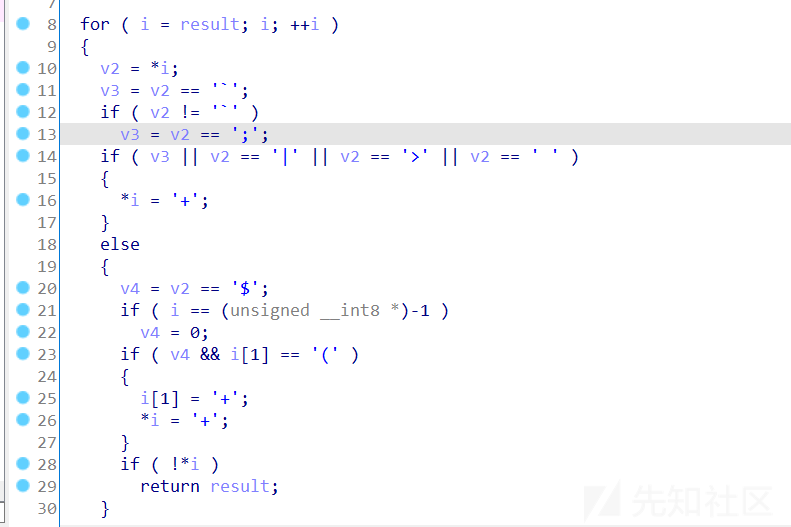 7
8 for ( i = result; i; ++i )
9 {
10 v2 = *i;
11 v3 = v2 == '`';
12 if ( v2 != '`' )
13 v3 = v2 == ';';
14 if ( v3 || v2 == '|' || v2 == '>' || v2 == ' ' )
15 {
16 *i = '+';
17 }
18 else
19 {
20 v4 = v2 == '$';
21 if ( i == (unsigned __int8 *)-1 )
22 v4 = 0;
23 if ( v4 && i[1] == '(' )
24 {
25 i[1] = '+';
26 *i = '+';
27 }
28 if ( !*i )
29 return result;
30 }
先知社区